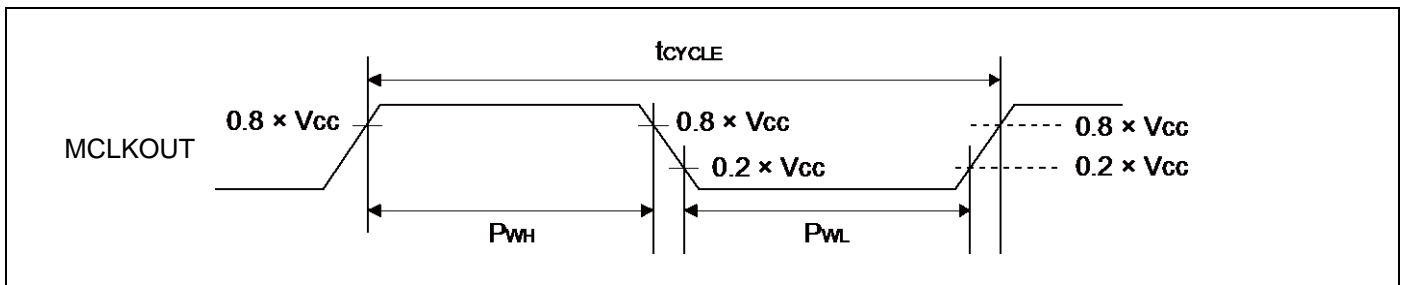 tCYCLE
0.8 × Vcc
0.8 × Vcc
0.8 × Vcc
MCLKOUT
0.2 × Vcc
0.2 × Vcc
PWH
PWL